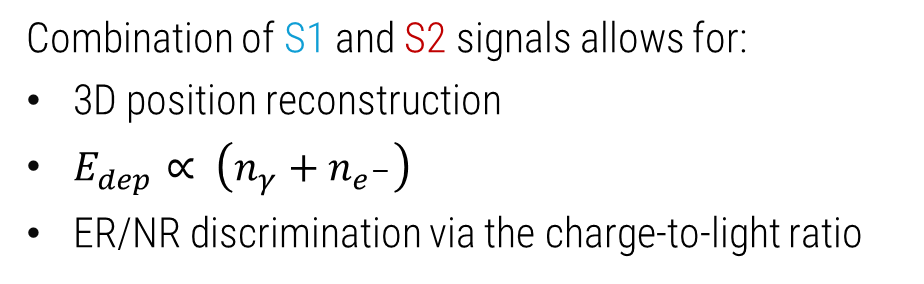 Combination of S1 and S2 signals allows for:
• 3D position reconstruction
• E_dep ∝ (n_γ + n_e⁻)
• ER/NR discrimination via the charge-to-light ratio